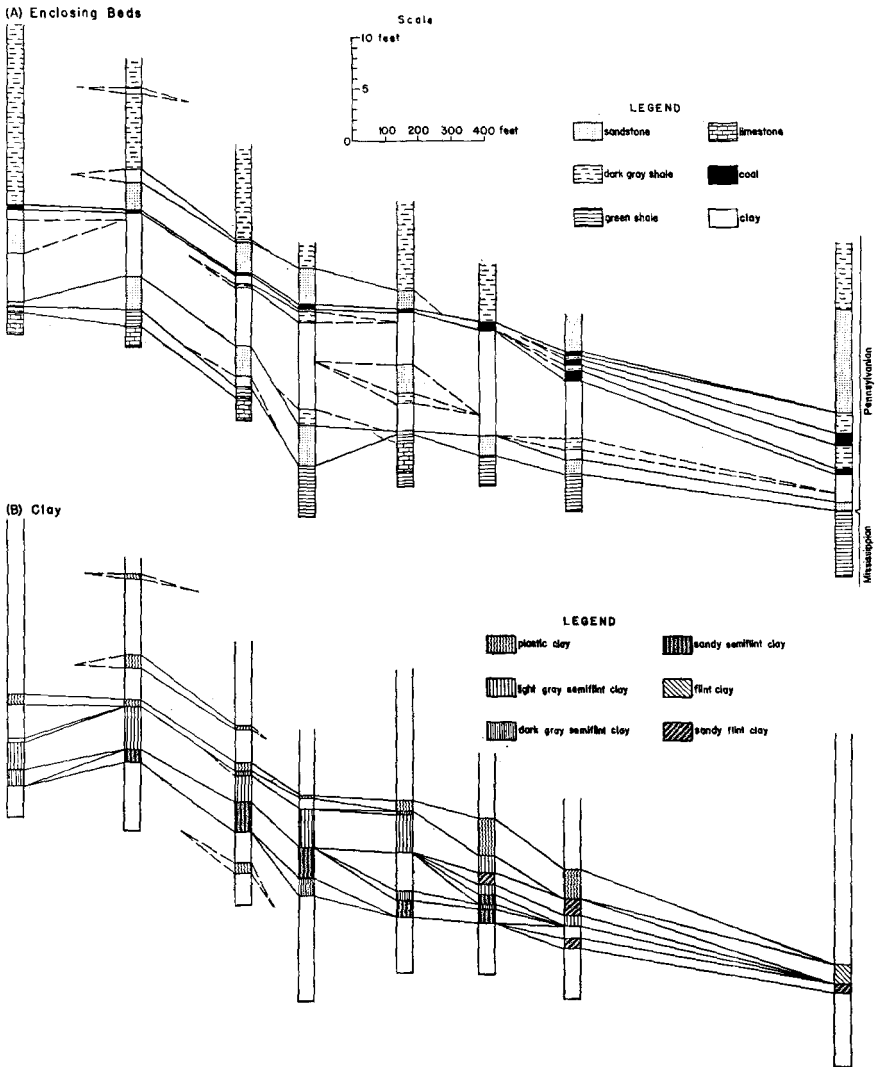 (A) Enclosing Beds
Scale
10 feet
5
0
100 200 300 400 feet
LEGEND
sandstone
limestone
dark gray shale
coal
green shale
clay
Pennsylvanian
Mississippian
(B) Clay
LEGEND
plastic clay
sandy semiflint clay
light gray semiflint clay
flint clay
dark gray semiflint clay
sandy flint clay